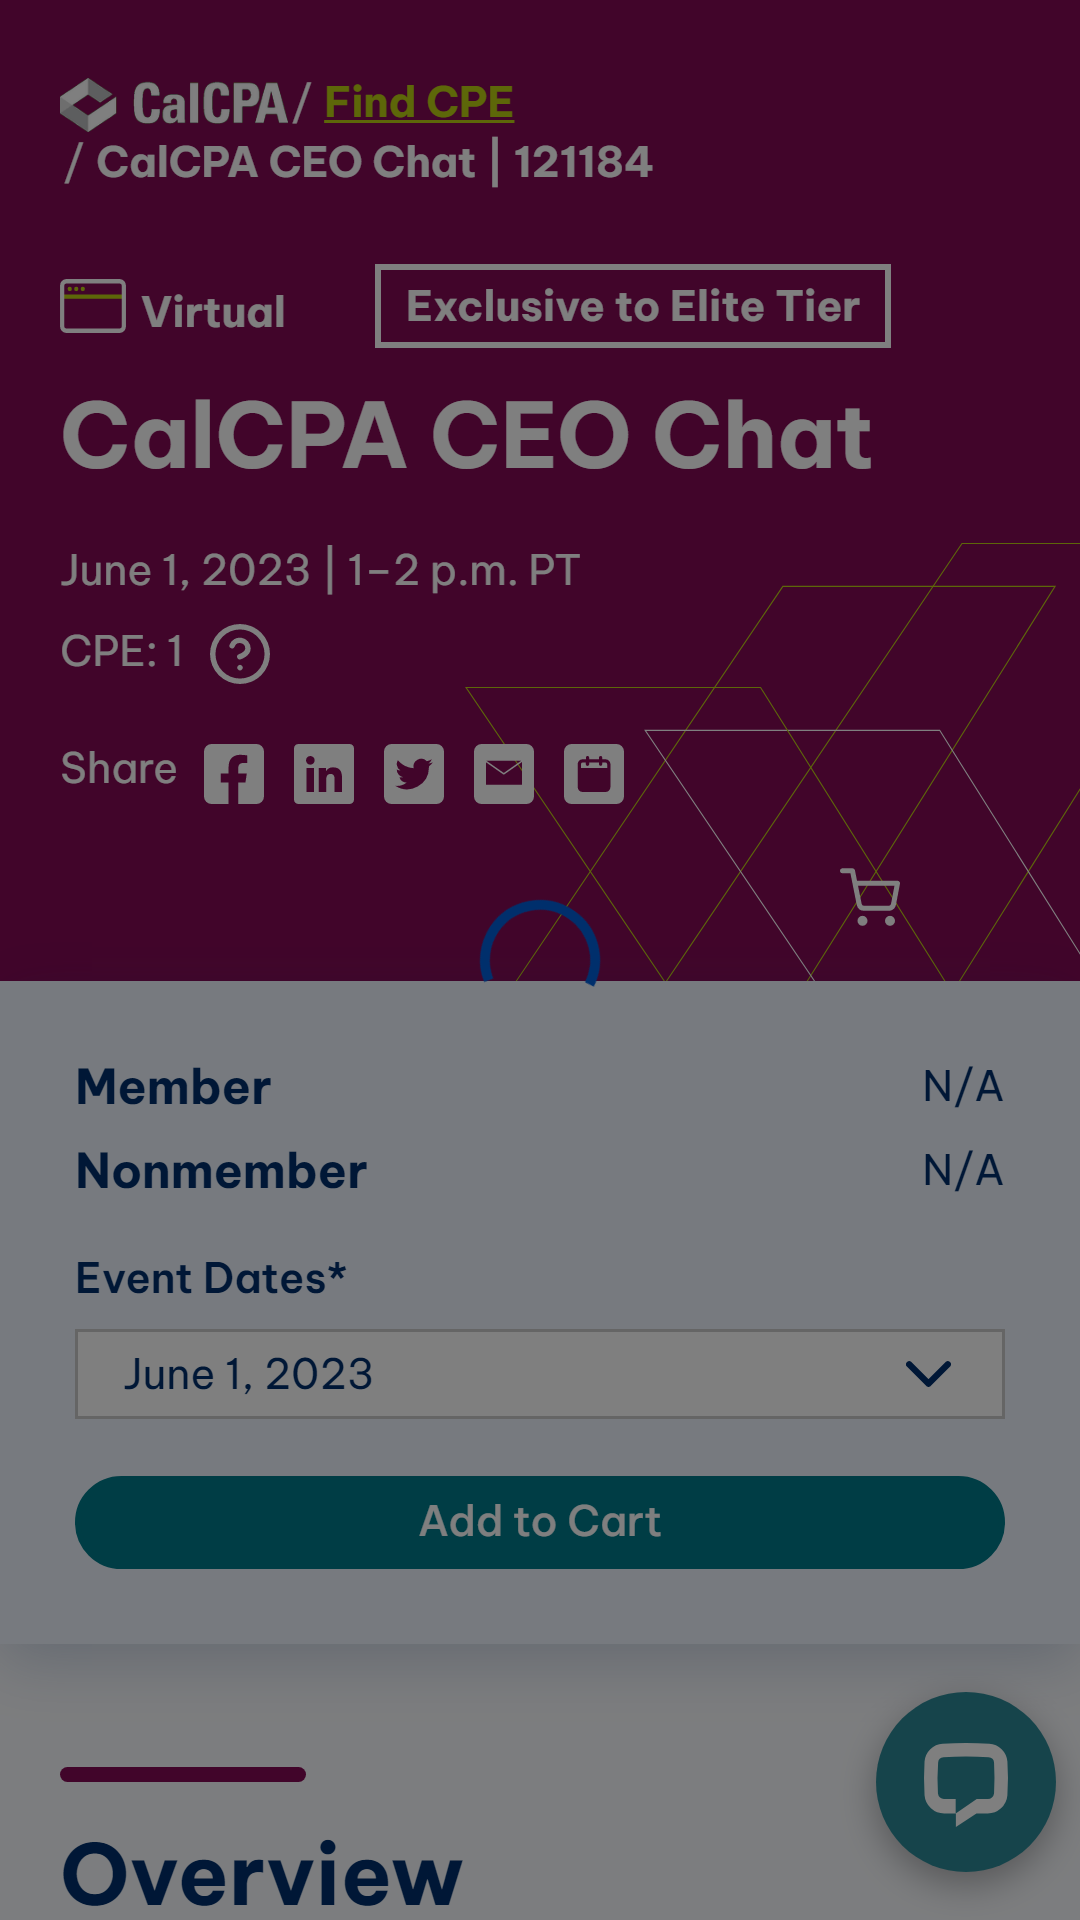 CalCPA / Find CPE
/ CalCPA CEO Chat | 121184
Virtual
Exclusive to Elite Tier
CalCPA CEO Chat
June 1, 2023 | 1–2 p.m. PT
CPE: 1 ?
Share
Member N/A
Nonmember N/A
Event Dates*
June 1, 2023
Add to Cart
Overview